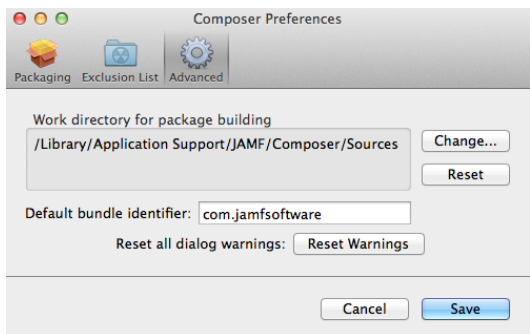 Composer Preferences
Packaging Exclusion List Advanced
Work directory for package building
/Library/Application Support/JAMF/Composer/Sources
Change...
Reset
Default bundle identifier: com.jamfsoftware
Reset all dialog warnings: Reset Warnings
Cancel Save